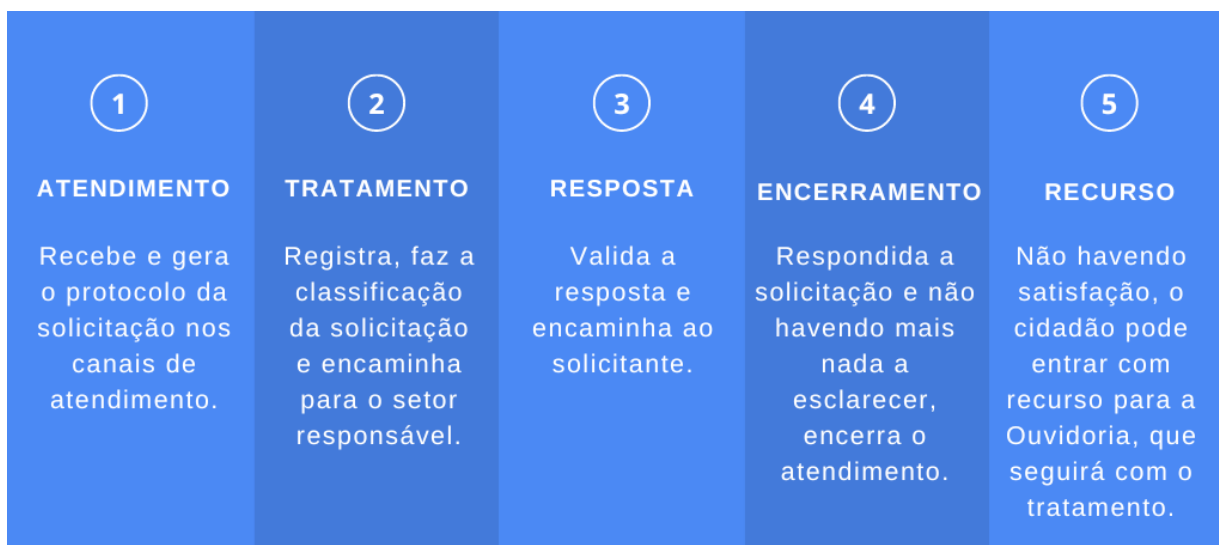 1
ATENDIMENTO
Recebe e gera
o protocolo da
solicitação nos
canais de
atendimento.
2
TRATAMENTO
Registra, faz a
classificação
da solicitação
e encaminha
para o setor
responsável.
3
RESPOSTA
Valida a
resposta e
encaminha ao
solicitante.
4
ENCERRAMENTO
Respondida a
solicitação e não
havendo mais
nada a
esclarecer,
encerra o
atendimento.
5
RECURSO
Não havendo
satisfação, o
cidadão pode
entrar com
recurso para a
Ouvidoria, que
seguirá com o
tratamento.